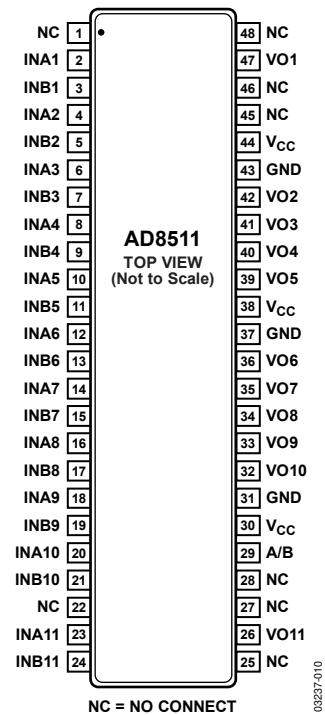 NC 1 48 NC
INA1 2 47 VO1
INB1 3 46 NC
INA2 4 45 NC
INB2 5 44 VCC
INA3 6 43 GND
INB3 7 42 VO2
INA4 8 41 VO3
INB4 9 40 VO4
INA5 10 39 VO5
INB5 11 38 VCC
INA6 12 37 GND
INB6 13 36 VO6
INA7 14 35 VO7
INB7 15 34 VO8
INA8 16 33 VO9
INB8 17 32 VO10
INA9 18 31 GND
INB9 19 30 VCC
INA10 20 29 A/B
INB10 21 28 NC
NC 22 27 NC
INA11 23 26 VO11
INB11 24 25 NC
AD8511
TOP VIEW
(Not to Scale)
NC = NO CONNECT
03237-010